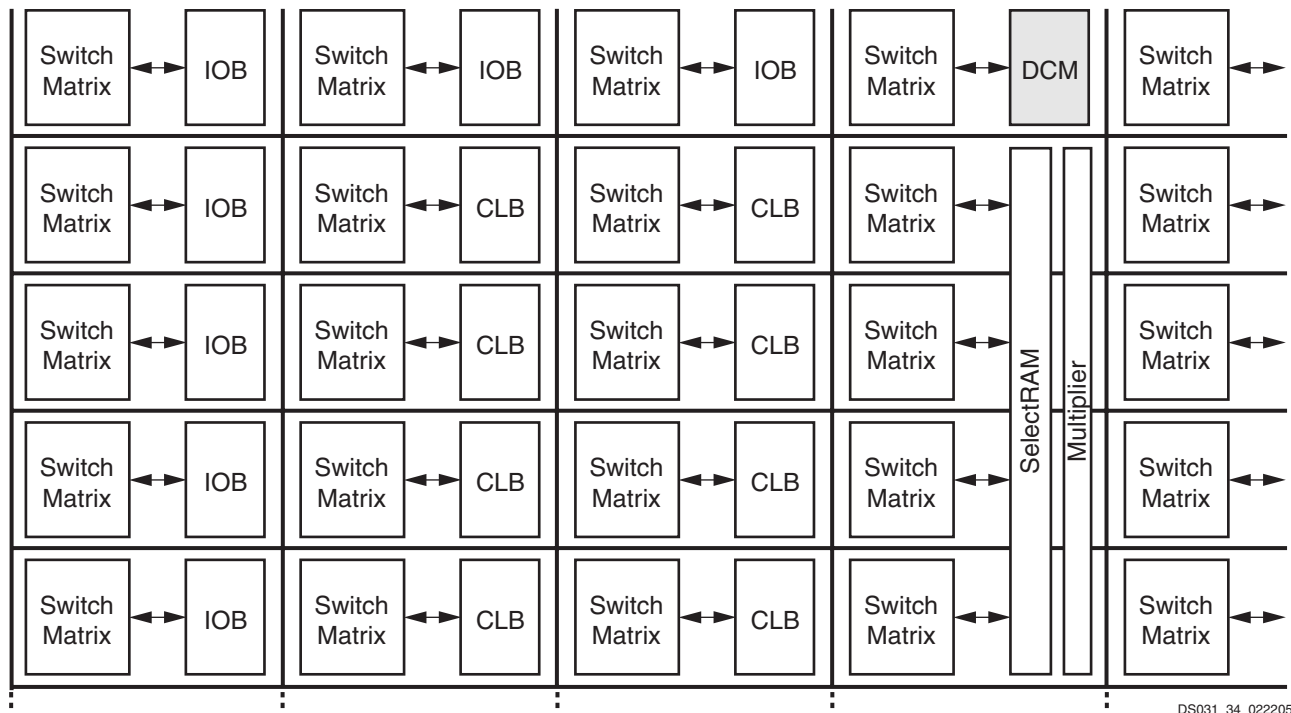 Switch
Matrix
IOB
Switch
Matrix
IOB
Switch
Matrix
IOB
Switch
Matrix
DCM
Switch
Matrix
Switch
Matrix
IOB
Switch
Matrix
CLB
Switch
Matrix
CLB
Switch
Matrix
Switch
Matrix
Switch
Matrix
IOB
Switch
Matrix
CLB
Switch
Matrix
CLB
Switch
Matrix
SelectRAM
Multiplier
Switch
Matrix
Switch
Matrix
IOB
Switch
Matrix
CLB
Switch
Matrix
CLB
Switch
Matrix
Switch
Matrix
Switch
Matrix
IOB
Switch
Matrix
CLB
Switch
Matrix
CLB
Switch
Matrix
Switch
Matrix
DS031_34_022205